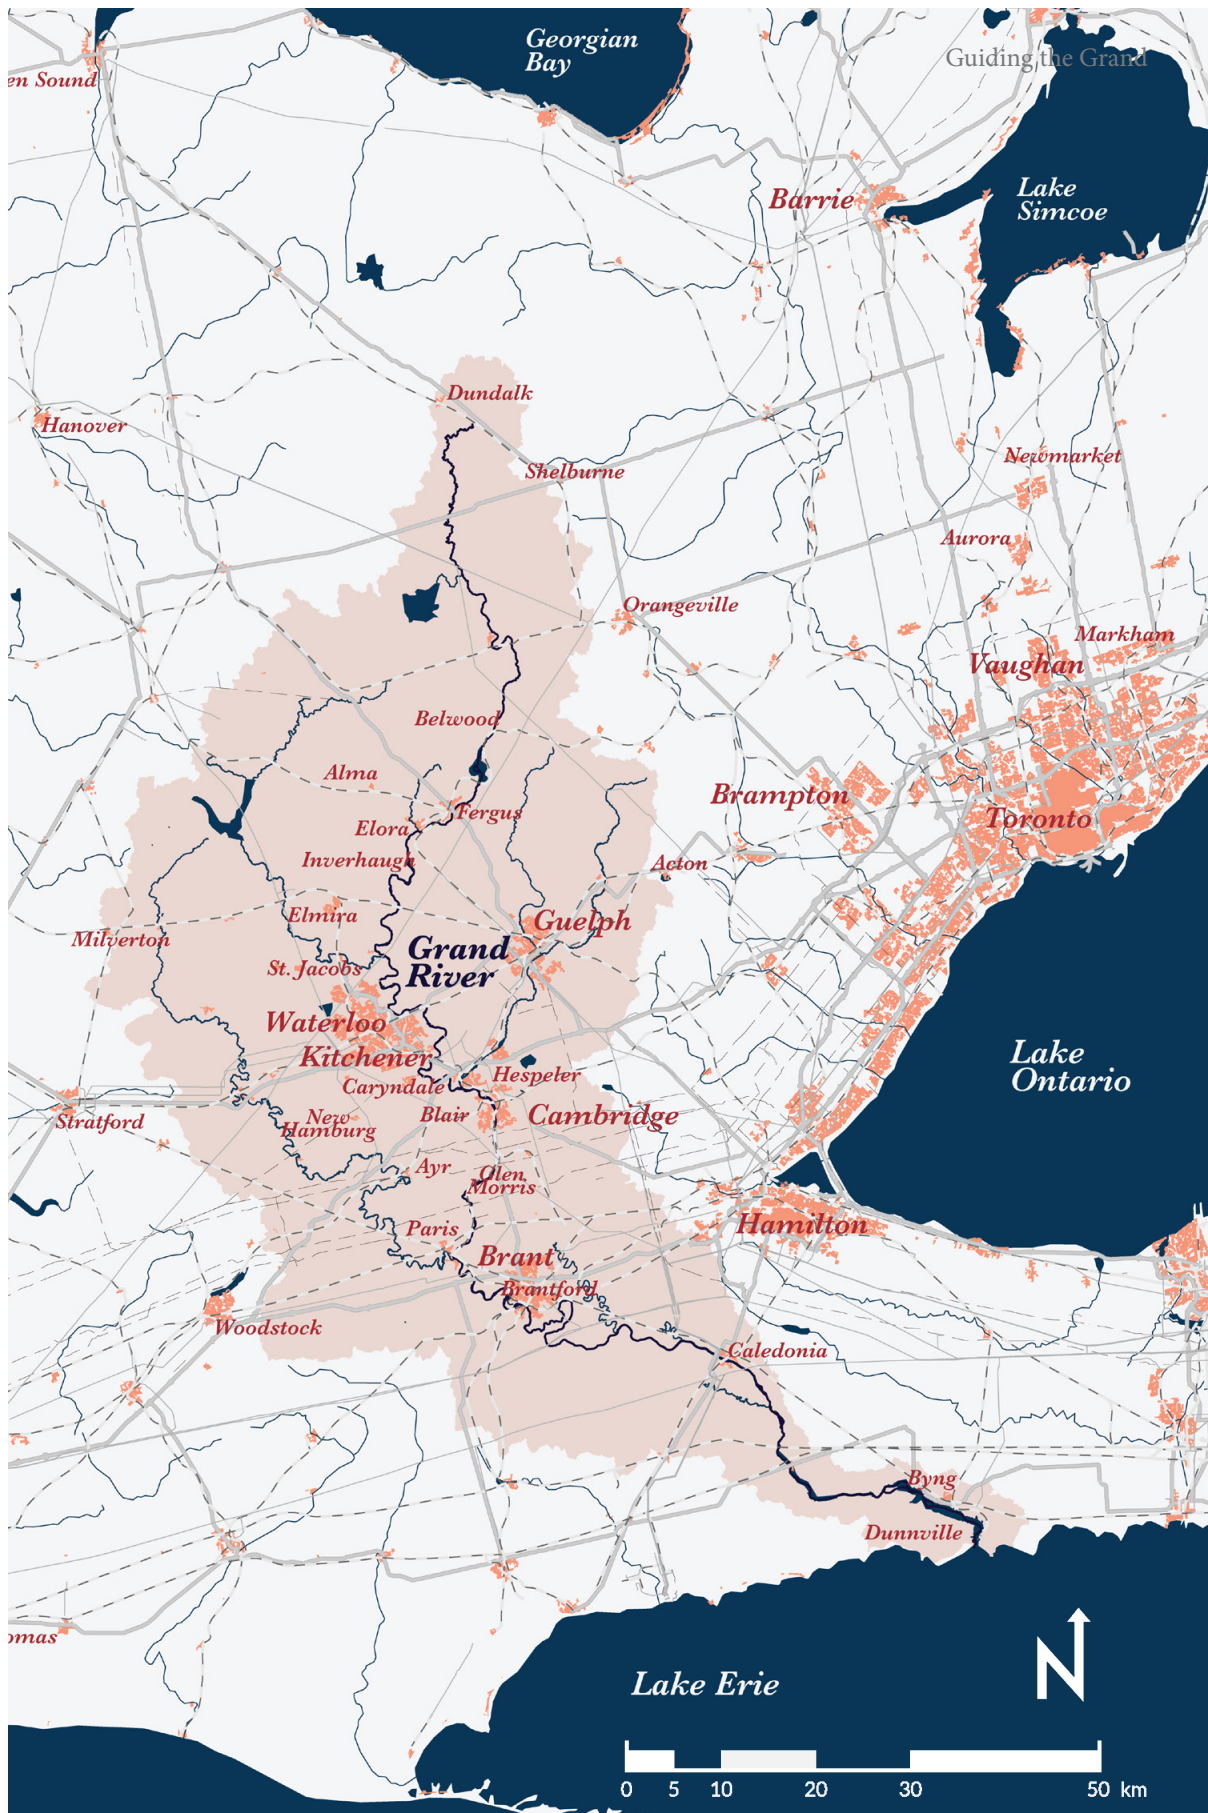 Georgian
Bay
Guiding the Grand
en Sound
Barrie
Lake
Simcoe
Dundalk
Hanover
Newmarket
Shelburne
Aurora
Orangeville
Markham
Vaughan
Belwood
Alma
Brampton
Fergus
Toronto
Elora
Inverhaugh
Acton
Elmira
Guelph
Milverton
Grand
River
St. Jacobs
Waterloo
Kitchener
Lake
Ontario
Hespeler
Caryndale
Blair
Cambridge
Stratford
New
Hamburg
Ayr
Glen
Morris
Paris
Hamilton
Brant
Brantford
Woodstock
Caledonia
Byng
Dunnville
omas
Lake Erie
N
0 5 10 20 30 50 km